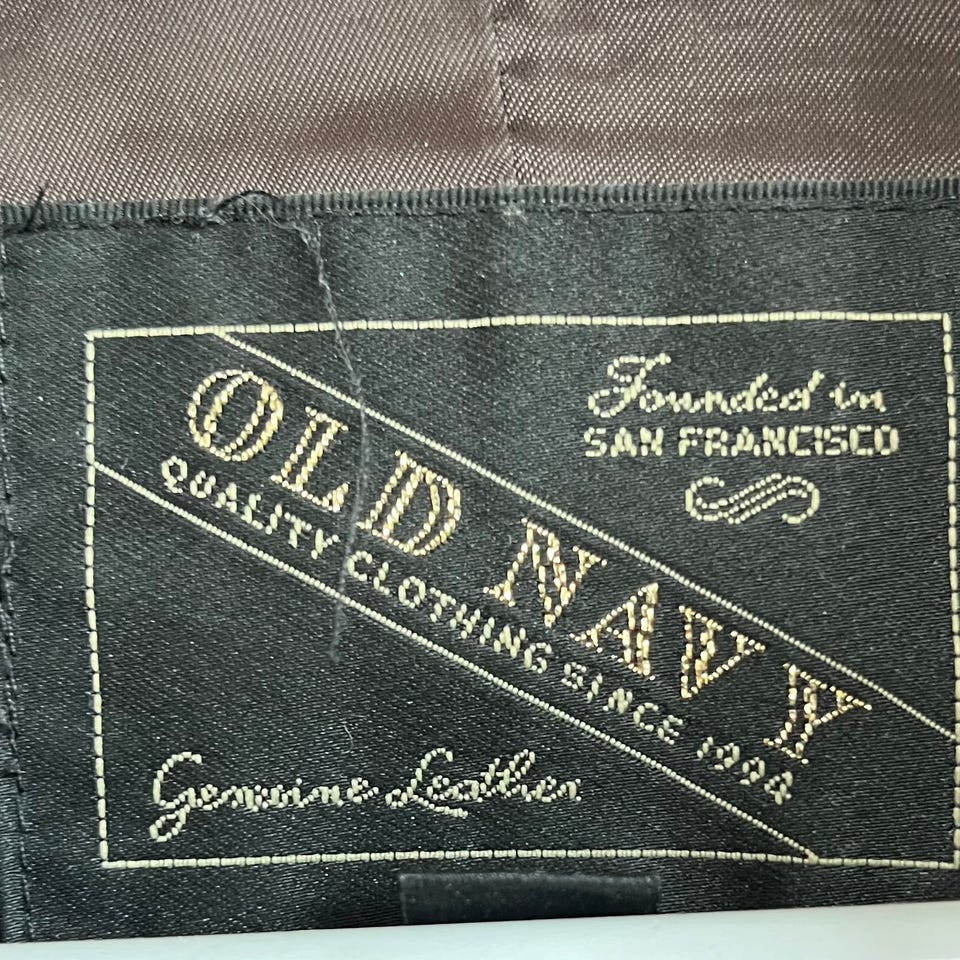 Founded in
SAN FRANCISCO
OLD NAVY
QUALITY CLOTHING SINCE 1994
Genuine Leather